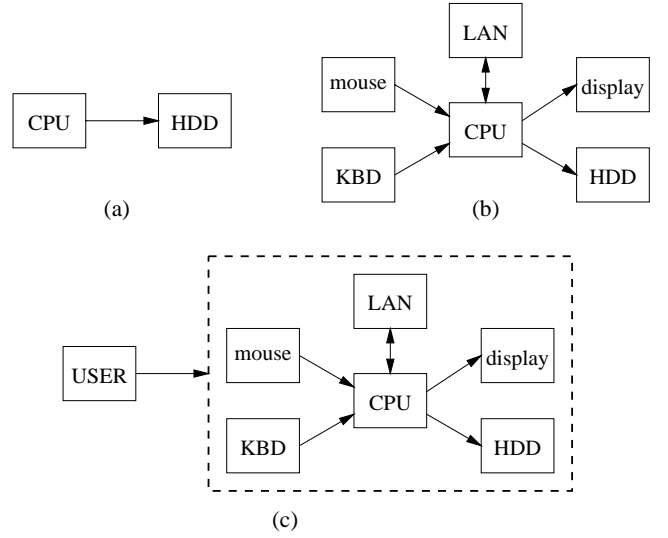 CPU
HDD
(a)
LAN
mouse
display
CPU
KBD
HDD
(b)
USER
LAN
mouse
display
CPU
KBD
HDD
(c)